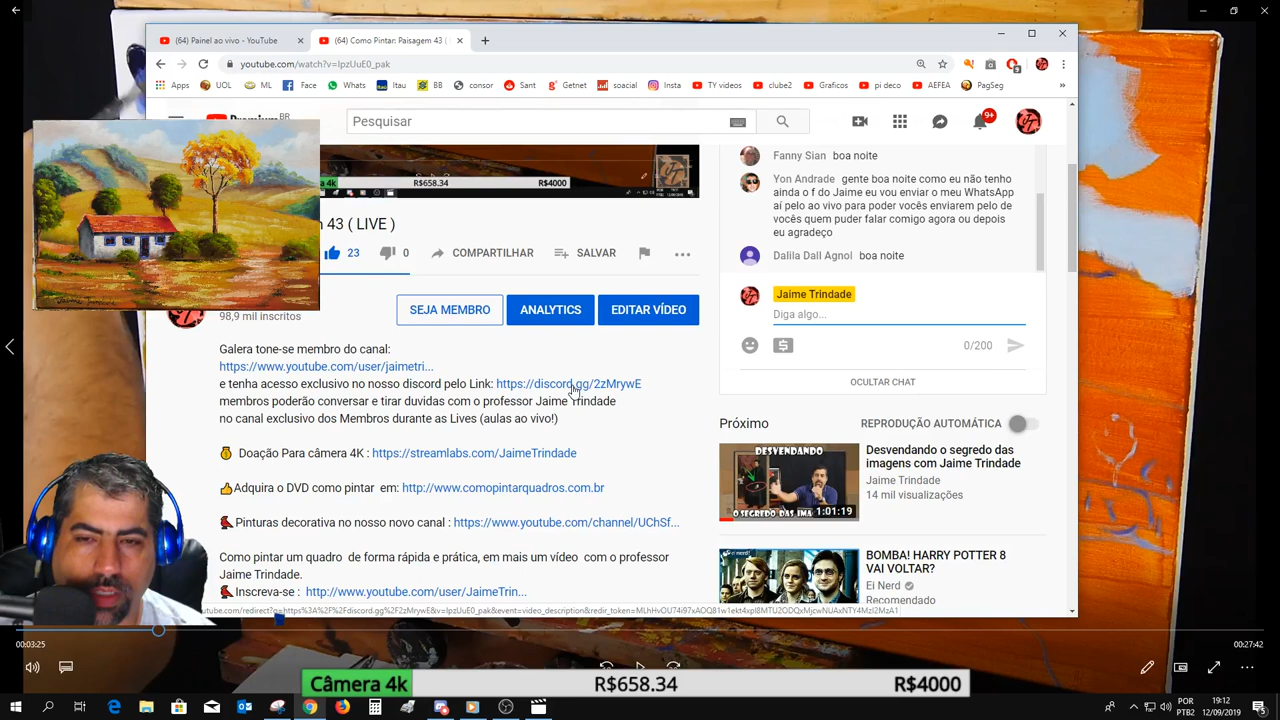 (64) Painel ao vivo - YouTube
(64) Como Pintar: Paisagem 43 (
youtube.com/watch?v=IpzUuE0_pak
Apps UOL ML Face Whats Itau BB consor Sant Getnet soacial Insta TY videos clube2 Graficos pi deco AEFEA PagSeg
Premium BR
Pesquisar
9+
R$658.34
R$4000
43 ( LIVE )
23
0
COMPARTILHAR
SALVAR
SEJA MEMBRO
ANALYTICS
EDITAR VÍDEO
98,9 mil inscritos
Galera tone-se membro do canal:
https://www.youtube.com/user/jaimetri...
e tenha acesso exclusivo no nosso discord pelo Link: https://discord.gg/2zMrywE
membros poderão conversar e tirar duvidas com o professor Jaime Trindade
no canal exclusivo dos Membros durante as Lives (aulas ao vivo!)
Doação Para câmera 4K : https://streamlabs.com/JaimeTrindade
Adquira o DVD como pintar em: http://www.comopintarquadros.com.br
Pinturas decorativa no nosso novo canal : https://www.youtube.com/channel/UChSf...
Como pintar um quadro de forma rápida e prática, em mais um vídeo com o professor
Jaime Trindade.
Inscreva-se : http://www.youtube.com/user/JaimeTrin...
Fanny Sian boa noite
Yon Andrade gente boa noite como eu não tenho
ainda o f do Jaime eu vou enviar o meu WhatsApp
aí pelo ao vivo para poder vocês enviarem pelo de
vocês quem puder falar comigo agora ou depois
eu agradeço
Dalila Dall Agnol boa noite
Jaime Trindade
Diga algo...
0/200
OCULTAR CHAT
Próximo
REPRODUÇÃO AUTOMÁTICA
DESVENDANDO
O SEGREDO DAS IMA
1:01:19
Desvendando o segredo das
imagens com Jaime Trindade
Jaime Trindade
14 mil visualizações
ei nerd!
BOMBA! HARRY POTTER 8
VAI VOLTAR?
Ei Nerd
Recomendado
00:03:25
00:27:42
Câmera 4k
R$658.34
R$4000
POR
PTB2
19:12
12/09/2019